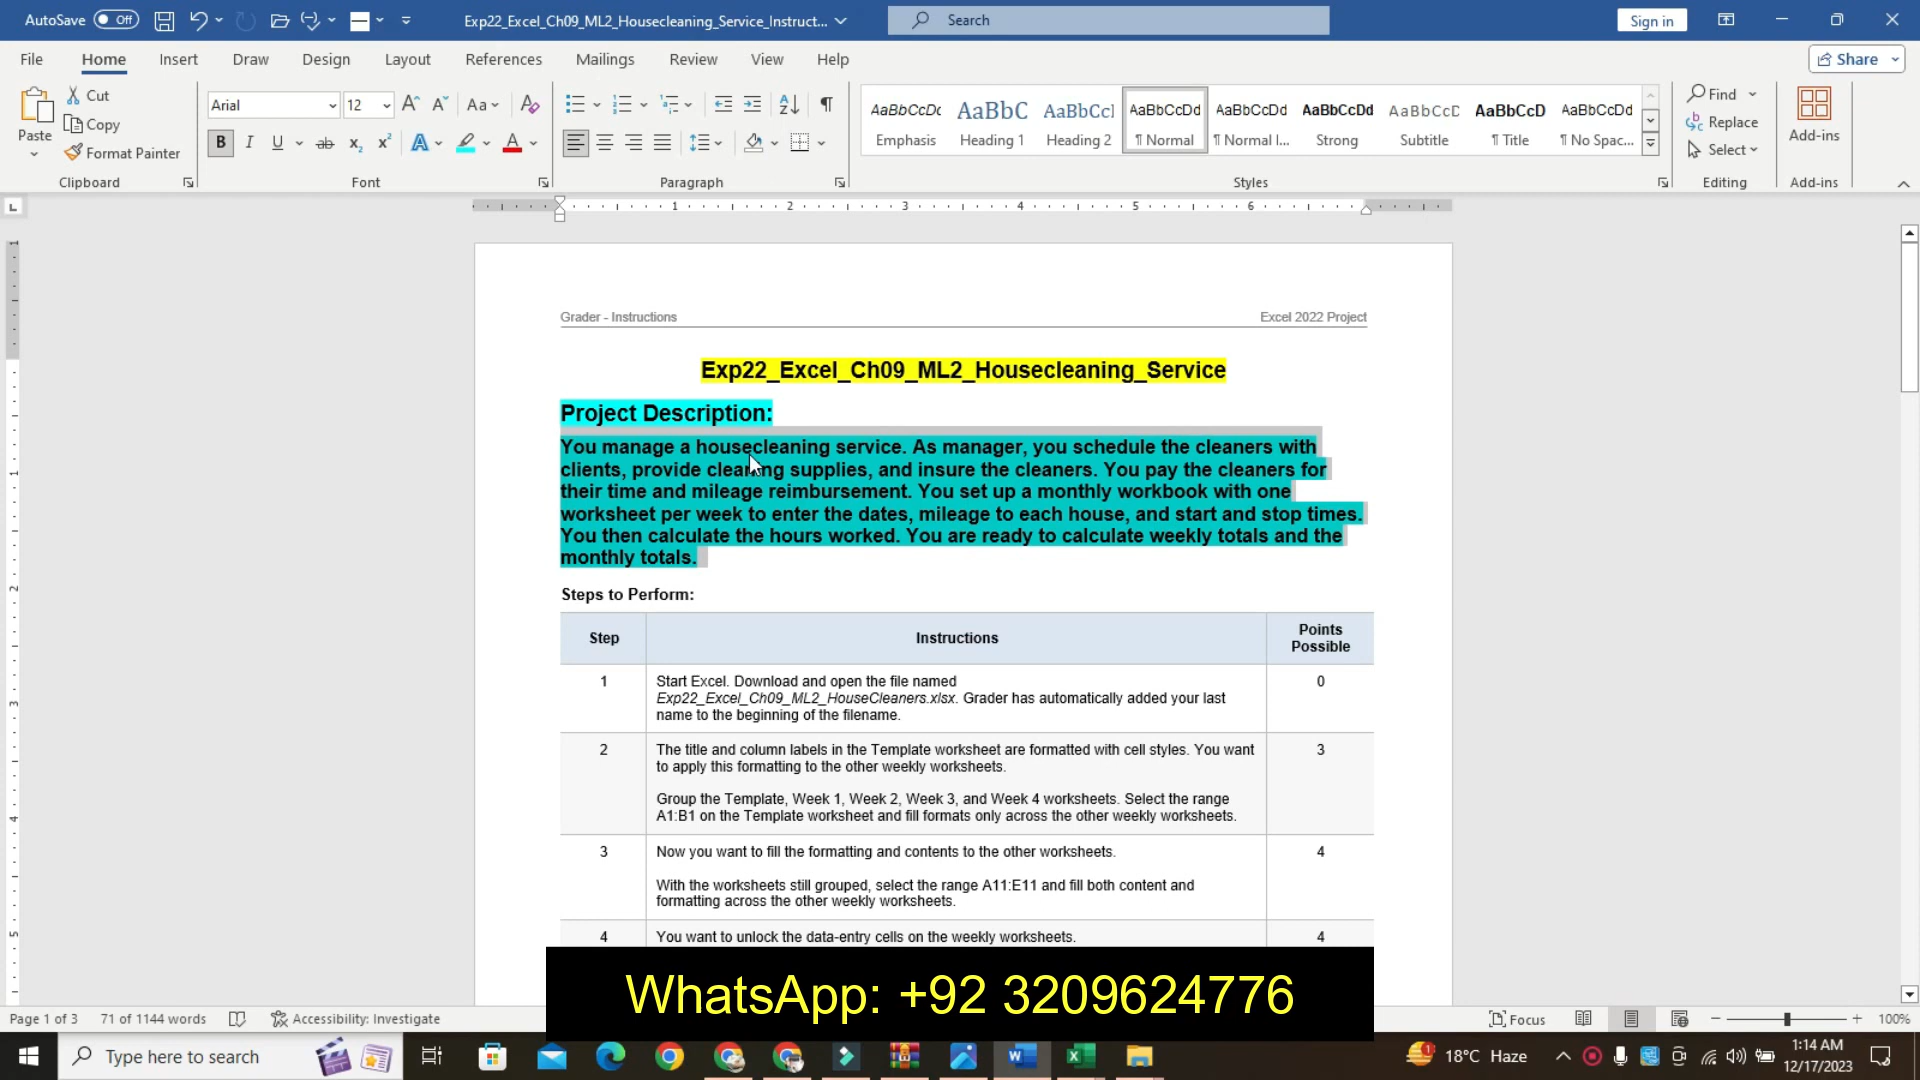 AutoSave Off Exp22_Excel_Ch09_ML2_Housecleaning_Service_Instruct... Search Sign in
File Home Insert Draw Design Layout References Mailings Review View Help Share
Paste Cut Copy Format Painter Clipboard
Arial 12 Aa Font
Paragraph
AaBbCcDc AaBbC AaBbCcI AaBbCcDd AaBbCcDd AaBbCcDd AaBbCcD AaBbCcD AaBbCcDd
Emphasis Heading 1 Heading 2 ¶ Normal ¶ Normal I... Strong Subtitle ¶ Title ¶ No Spac...
Styles
Find Replace Select Editing
Add-ins Add-ins
1 2 3 4 5 6
Grader - Instructions Excel 2022 Project
Exp22_Excel_Ch09_ML2_Housecleaning_Service
Project Description:
You manage a housecleaning service. As manager, you schedule the cleaners with
clients, provide cleaning supplies, and insure the cleaners. You pay the cleaners for
their time and mileage reimbursement. You set up a monthly workbook with one
worksheet per week to enter the dates, mileage to each house, and start and stop times.
You then calculate the hours worked. You are ready to calculate weekly totals and the
monthly totals.
Steps to Perform:
Step Instructions Points Possible
1 Start Excel. Download and open the file named 0
Exp22_Excel_Ch09_ML2_HouseCleaners.xlsx. Grader has automatically added your last
name to the beginning of the filename.
2 The title and column labels in the Template worksheet are formatted with cell styles. You want 3
to apply this formatting to the other weekly worksheets.
Group the Template, Week 1, Week 2, Week 3, and Week 4 worksheets. Select the range
A1:B1 on the Template worksheet and fill formats only across the other weekly worksheets.
3 Now you want to fill the formatting and contents to the other worksheets. 4
With the worksheets still grouped, select the range A11:E11 and fill both content and
formatting across the other weekly worksheets.
4 You want to unlock the data-entry cells on the weekly worksheets. 4
WhatsApp: +92 3209624776
Page 1 of 3 71 of 1144 words Accessibility: Investigate Focus 100%
Type here to search 18°C Haze 1:14 AM
12/17/2023